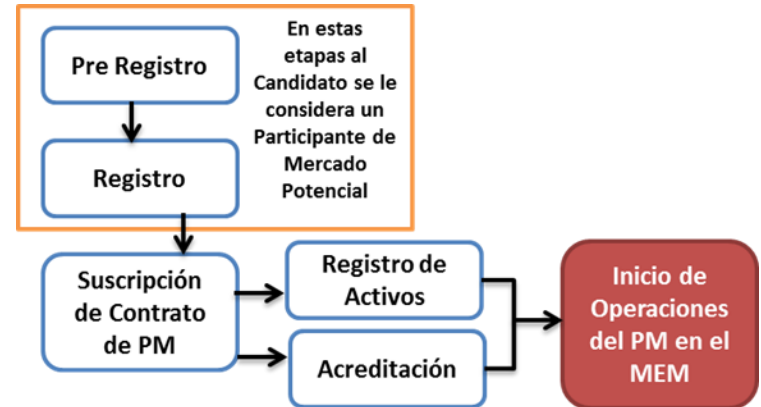 Pre Registro
En estas
etapas al
Candidato se le
considera un
Participante de
Mercado
Potencial
Registro
Suscripción
de Contrato
de PM
Registro de
Activos
Acreditación
Inicio de
Operaciones
del PM en el
MEM